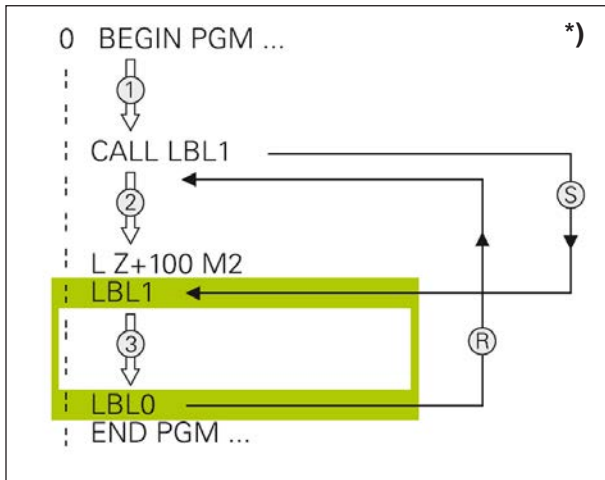 0 BEGIN PGM ... *)
1
CALL LBL1
S
2
L Z+100 M2
LBL1
3
R
LBL0
END PGM ...